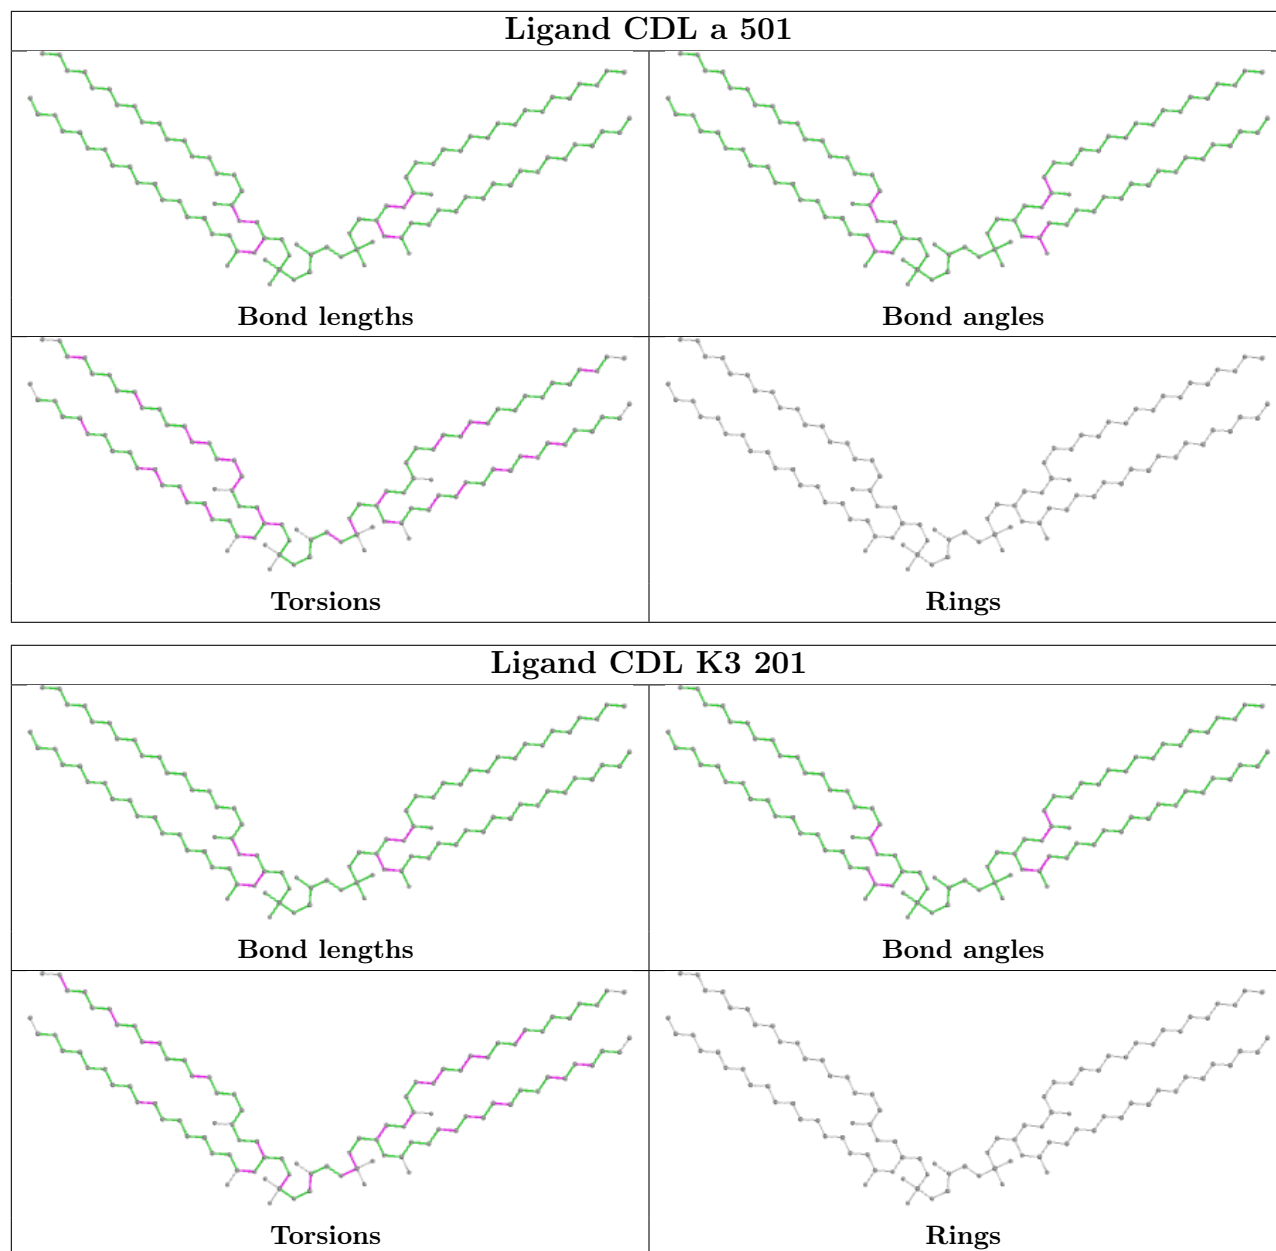 Ligand CDL a 501
Bond lengths
Bond angles
Torsions
Rings
Ligand CDL K3 201
Bond lengths
Bond angles
Torsions
Rings